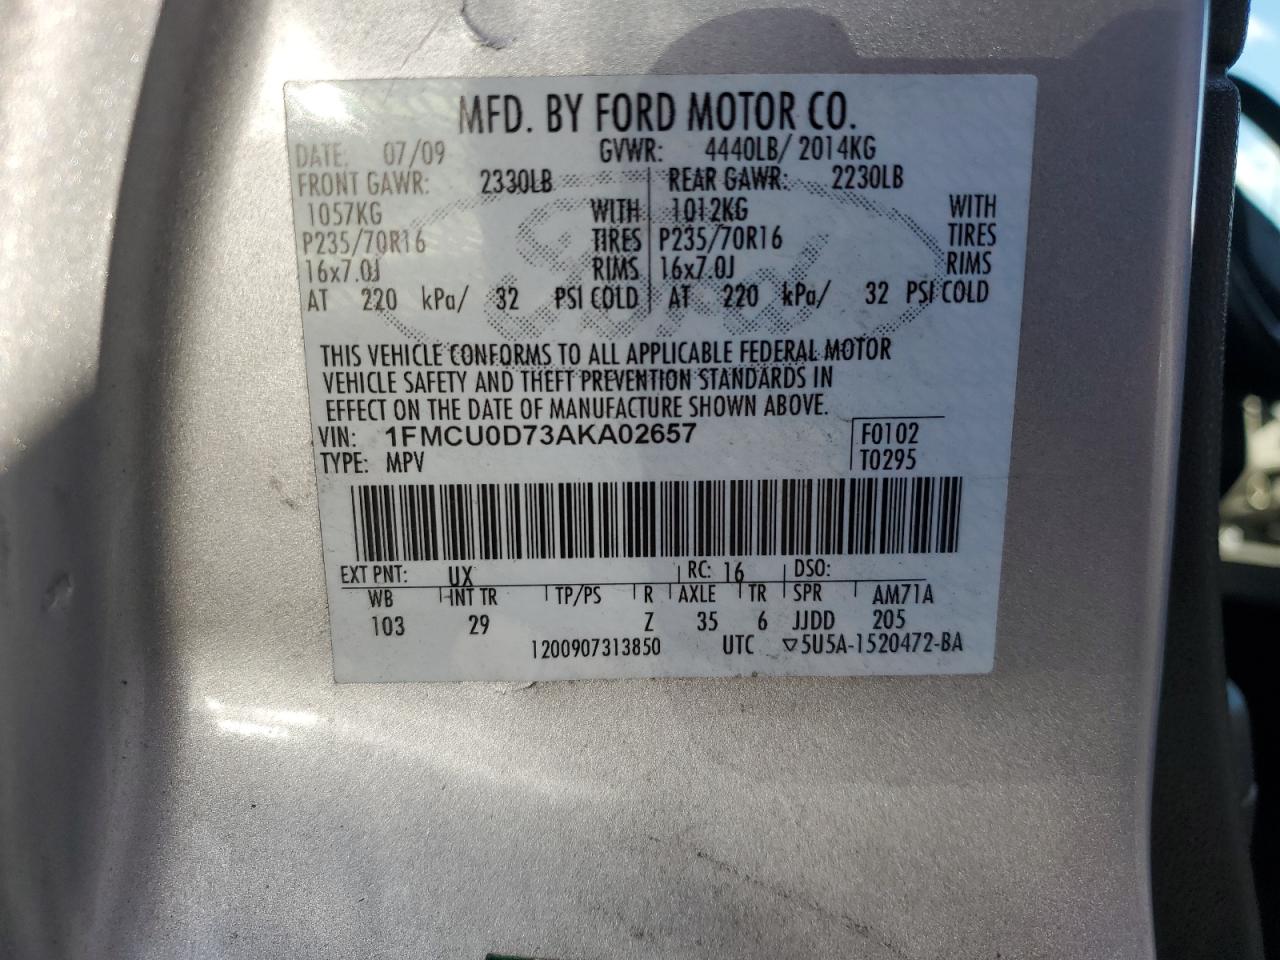 MFD. BY FORD MOTOR CO.
DATE: 07/09 GVWR: 4440LB/ 2014KG
FRONT GAWR: 2330LB REAR GAWR: 2230LB
1057KG WITH 1012KG WITH
P235/70R16 TIRES P235/70R16 TIRES
16x7.0J RIMS 16x7.0J RIMS
AT 220 kPa/ 32 PSI COLD AT 220 kPa/ 32 PSI COLD
THIS VEHICLE CONFORMS TO ALL APPLICABLE FEDERAL MOTOR
VEHICLE SAFETY AND THEFT PREVENTION STANDARDS IN
EFFECT ON THE DATE OF MANUFACTURE SHOWN ABOVE.
VIN: 1FMCU0D73AKA02657 F0102
TYPE: MPV T0295
EXT PNT: UX RC: 16 DSO:
WB INT TR TP/PS R AXLE TR SPR AM71A
103 29 Z 35 6 JJDD 205
1200907313850 UTC ▽5U5A-1520472-BA
Ford